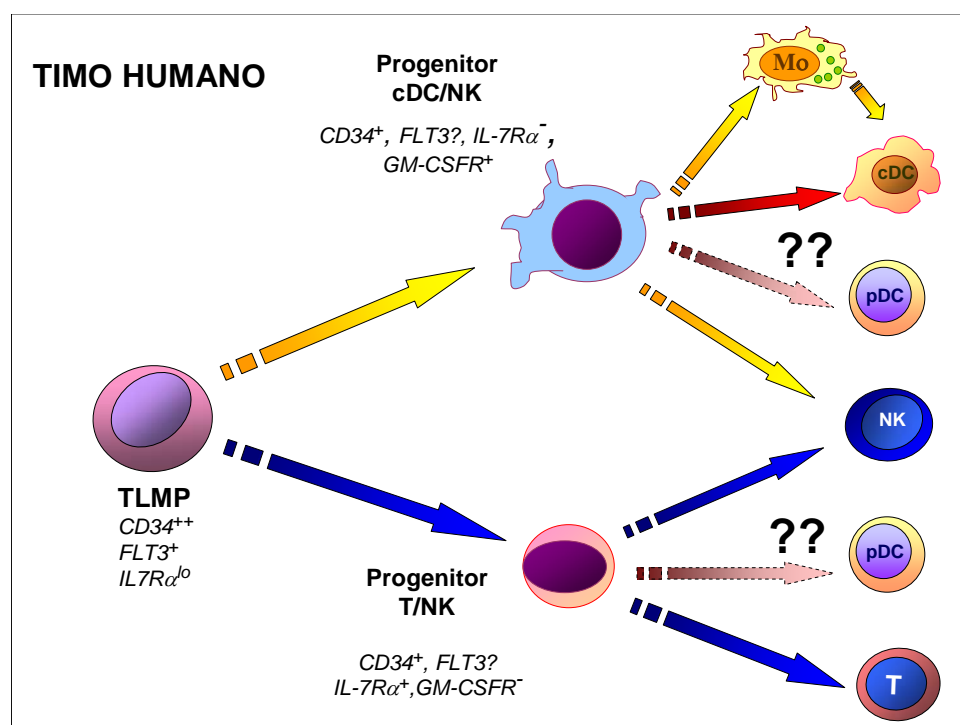 TIMO HUMANO
Progenitor
cDC/NK
CD34⁺, FLT3?, IL-7Rα⁻,
GM-CSFR⁺
Mo
cDC
??
pDC
NK
TLMP
CD34⁺⁺
FLT3⁺
IL7Rαˡᵒ
Progenitor
T/NK
CD34⁺, FLT3?
IL-7Rα⁺,GM-CSFR⁻
??
pDC
T